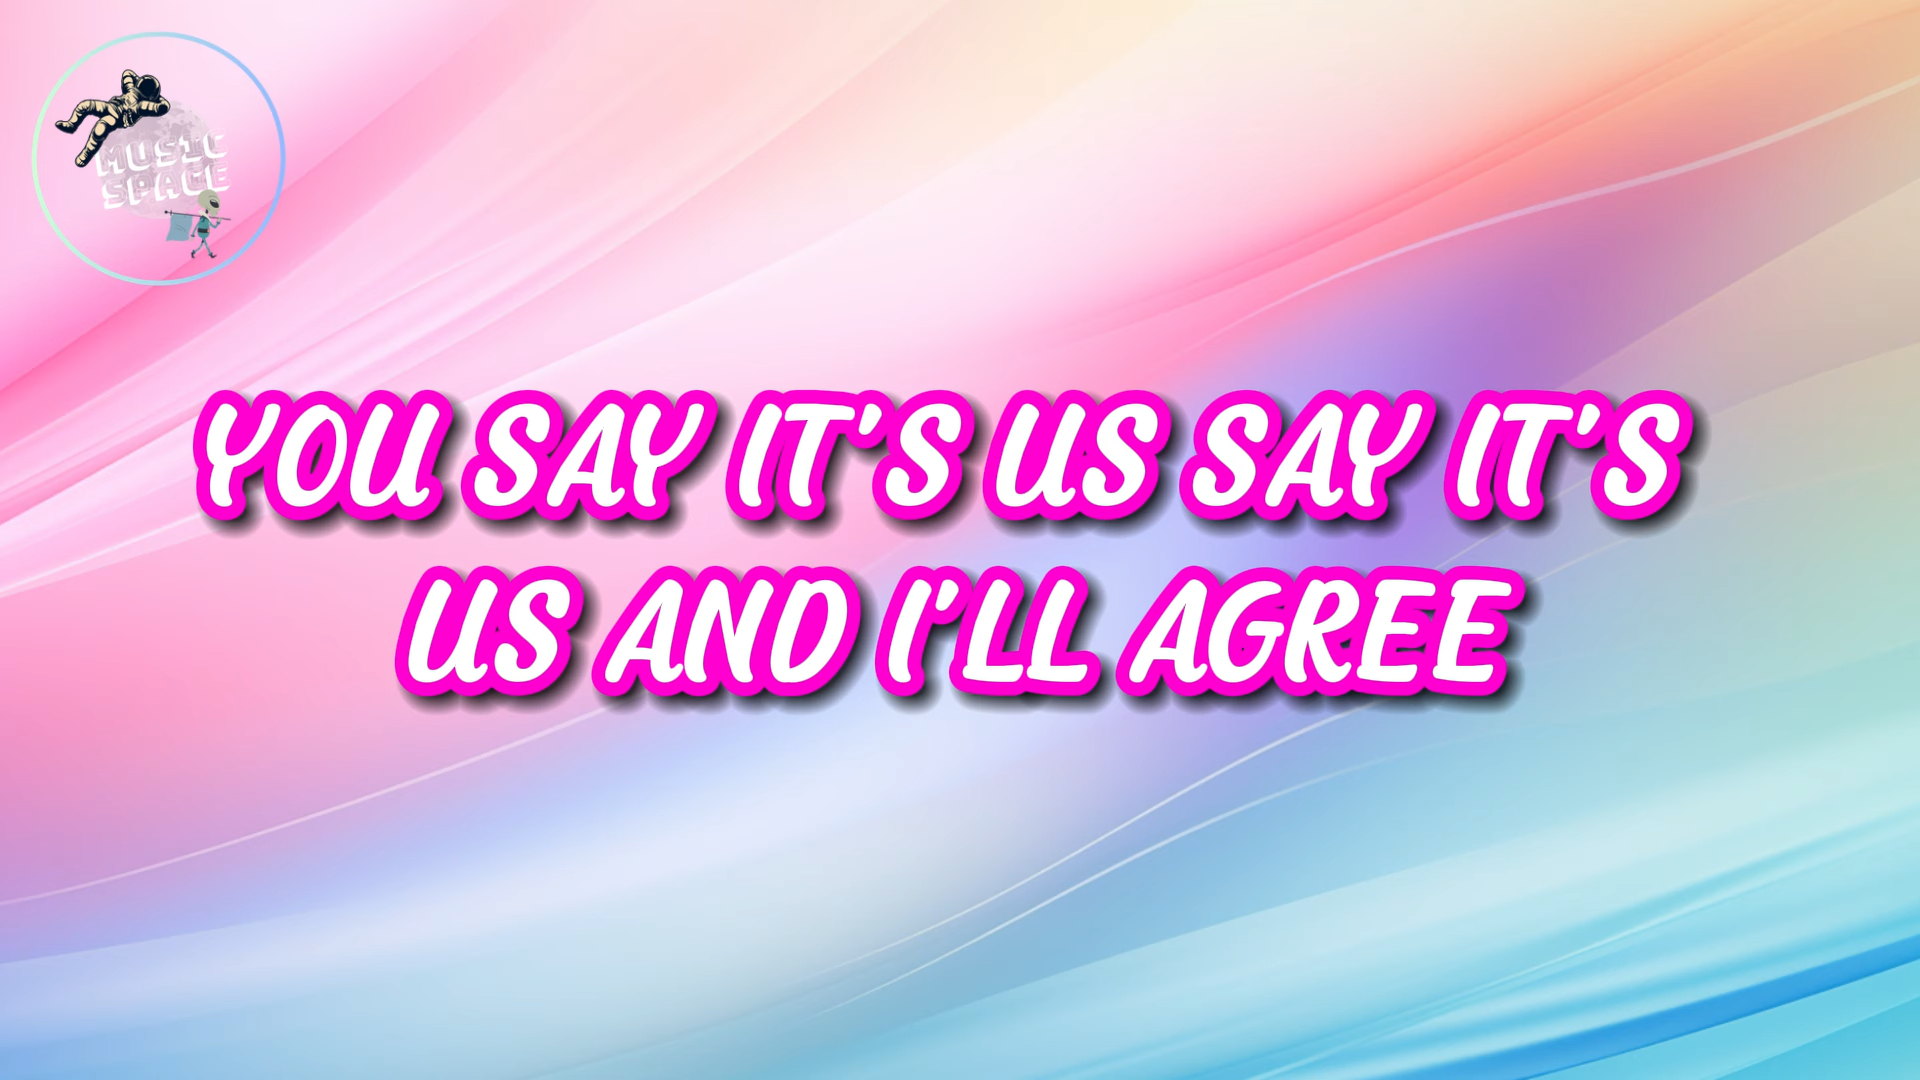 MUSIC
SPACE
YOU SAY IT'S US SAY IT'S
US AND I'LL AGREE